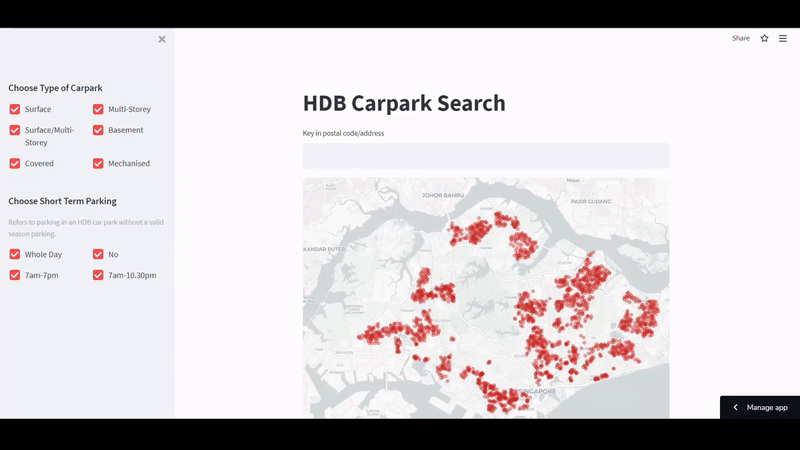 Share
Choose Type of Carpark
Surface
Multi-Storey
Surface/Multi-
Storey
Basement
Covered
Mechanised
Choose Short Term Parking
Refers to parking in an HDB car park without a valid
season parking.
Whole Day
No
7am-7pm
7am-10.30pm
HDB Carpark Search
Key in postal code/address
JOHOR BAHRU
PASIR GUDANG
KANDAR PUTERI
SINGAPORE
Manage app